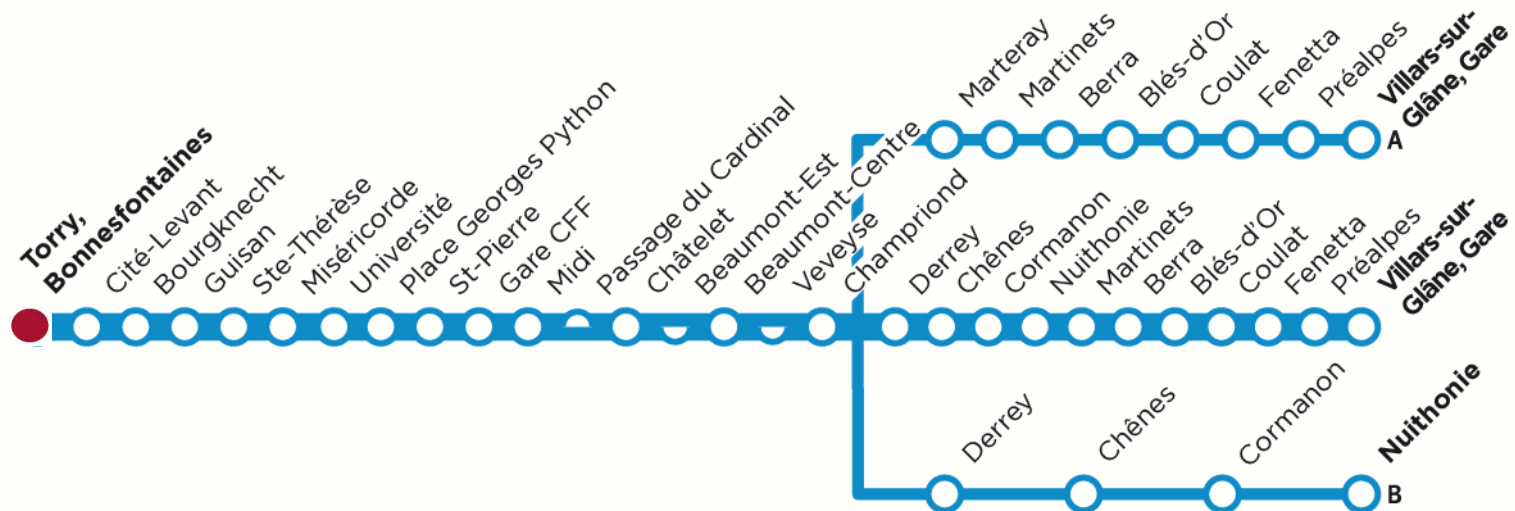 Marteray
Martinets
Berra
Blés-d'Or
Coulat
Fenetta
Préalpes
Villars-sur-
Glâne, Gare
A
Torry,
Bonnesfontaines
Cité-Levant
Bourgknecht
Guisan
Ste-Thérèse
Miséricorde
Université
Place Georges Python
St-Pierre
Gare CFF
Midi
Passage du Cardinal
Châtelet
Beaumont-Est
Beaumont-Centre
Veveyse
Champriond
Derrey
Chênes
Cormanon
Nuithonie
Martinets
Berra
Blés-d'Or
Coulat
Fenetta
Préalpes
Villars-sur-
Glâne, Gare
Derrey
Chênes
Cormanon
Nuithonie
B